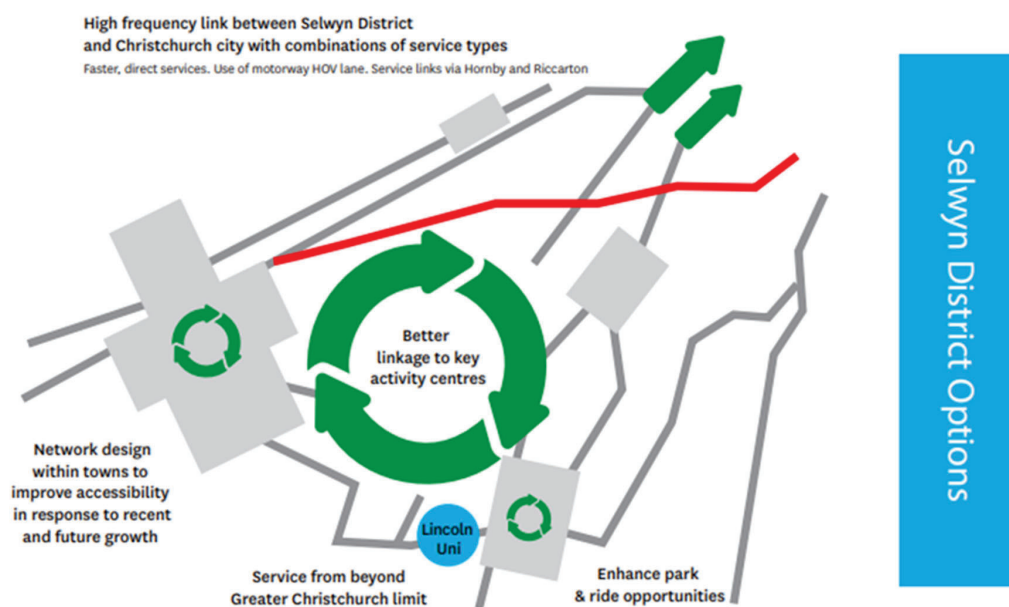 High frequency link between Selwyn District
and Christchurch city with combinations of service types
Faster, direct services. Use of motorway HOV lane. Service links via Hornby and Riccarton
Selwyn District Options
Better
linkage to key
activity centres
Network design
within towns to
improve accessibility
in response to recent
and future growth
Lincoln
Uni
Service from beyond
Greater Christchurch limit
Enhance park
& ride opportunities